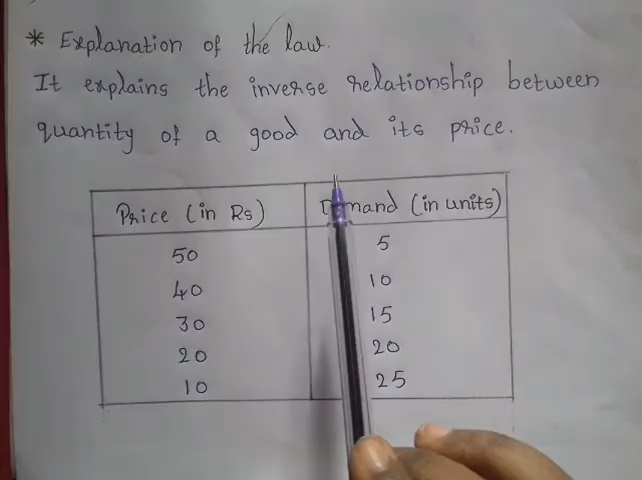 * Explanation of the law.
It explains the inverse relationship between
quantity of a good and its price.
Price (in Rs) Demand (in units)
50 5
40 10
30 15
20 20
10 25